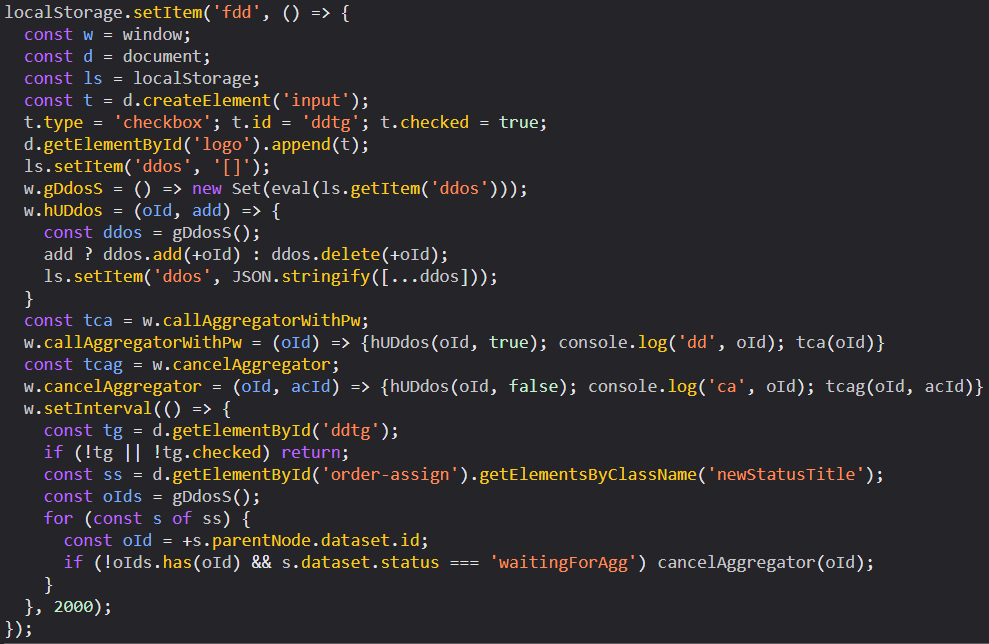 localStorage.setItem('fdd', () => {
  const w = window;
  const d = document;
  const ls = localStorage;
  const t = d.createElement('input');
  t.type = 'checkbox'; t.id = 'ddtg'; t.checked = true;
  d.getElementById('logo').append(t);
  ls.setItem('ddos', '[]');
  w.gDdosS = () => new Set(eval(ls.getItem('ddos')));
  w.hUDdos = (oId, add) => {
    const ddos = gDdosS();
    add ? ddos.add(+oId) : ddos.delete(+oId);
    ls.setItem('ddos', JSON.stringify([...ddos]));
  }
  const tca = w.callAggregatorWithPw;
  w.callAggregatorWithPw = (oId) => {hUDdos(oId, true); console.log('dd', oId); tca(oId)}
  const tcag = w.cancelAggregator;
  w.cancelAggregator = (oId, acId) => {hUDdos(oId, false); console.log('ca', oId); tcag(oId, acId)}
  w.setInterval(() => {
    const tg = d.getElementById('ddtg');
    if (!tg || !tg.checked) return;
    const ss = d.getElementById('order-assign').getElementsByClassName('newStatusTitle');
    const oIds = gDdosS();
    for (const s of ss) {
      const oId = +s.parentNode.dataset.id;
      if (!oIds.has(oId) && s.dataset.status === 'waitingForAgg') cancelAggregator(oId);
    }
  }, 2000);
});